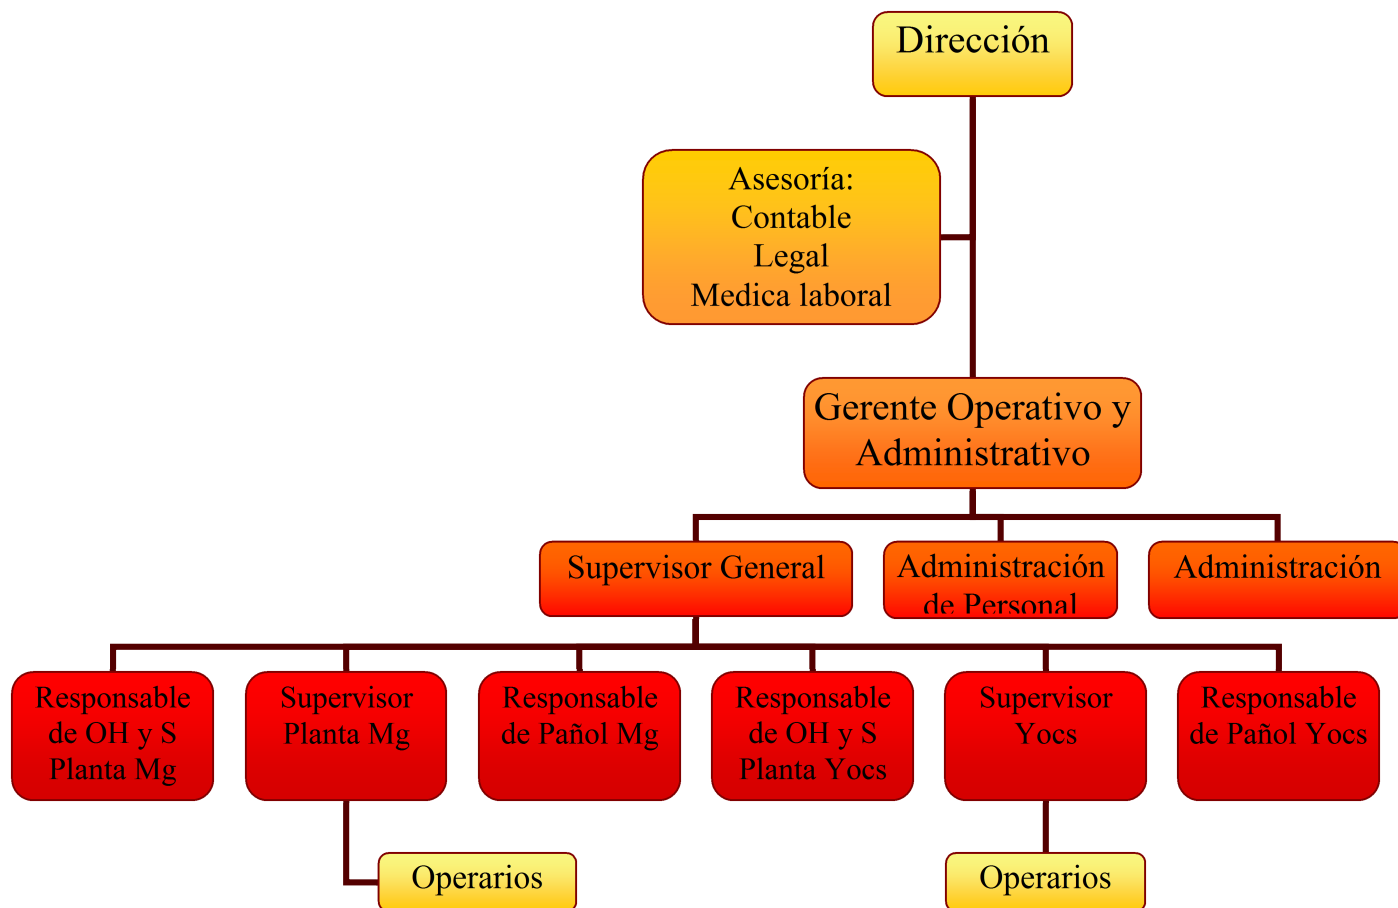 Dirección
Asesoría:
Contable
Legal
Medica laboral
Gerente Operativo y
Administrativo
Supervisor General
Administración
de Personal
Administración
Responsable
de OH y S
Planta Mg
Supervisor
Planta Mg
Responsable
de Pañol Mg
Responsable
de OH y S
Planta Yocs
Supervisor
Yocs
Responsable
de Pañol Yocs
Operarios
Operarios